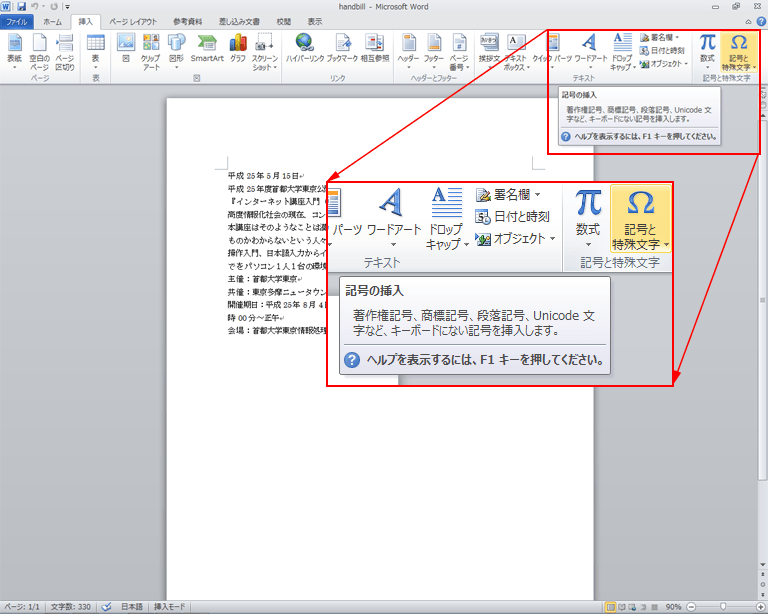 handbill - Microsoft Word
ファイル ホーム 挿入 ページ レイアウト 参考資料 差し込み文書 校閲 表示
表紙 空白のページ ページ区切り 表 図 クリップアート 図形 SmartArt グラフ スクリーンショット ハイパーリンク ブックマーク 相互参照 ヘッダー フッター ページ番号 挨拶文 テキストボックス クイック パーツ ワードアート ドロップキャップ 署名欄 日付と時刻 オブジェクト 数式 記号と特殊文字
ページ 表 図 リンク ヘッダーとフッター テキスト 記号と特殊文字
記号の挿入
著作権記号、商標記号、段落記号、Unicode 文
字など、キーボードにない記号を挿入します。
ヘルプを表示するには、F1 キーを押してください。
平成 25 年 5 月 15 日
平成 25 年度首都大学東京公
『インターネット講座入門
高度情報化社会の現在、コン
本講座はそのようなことは
ものかわからないという人々
操作入門、日本語入力からイ
でをパソコン 1 人 1 台の環境
主催：首都大学東京
共催：東京多摩ニュータウン
開催期日：平成 25 年 8 月 4
時 00 分～正午
会場：首都大学東京情報処理
パーツ ワードアート ドロップ
キャップ
署名欄
日付と時刻
オブジェクト
数式
記号と
特殊文字
テキスト 記号と特殊文字
記号の挿入
著作権記号、商標記号、段落記号、Unicode 文
字など、キーボードにない記号を挿入します。
ヘルプを表示するには、F1 キーを押してください。
ページ: 1/1 文字数: 330 日本語 挿入モード 90%